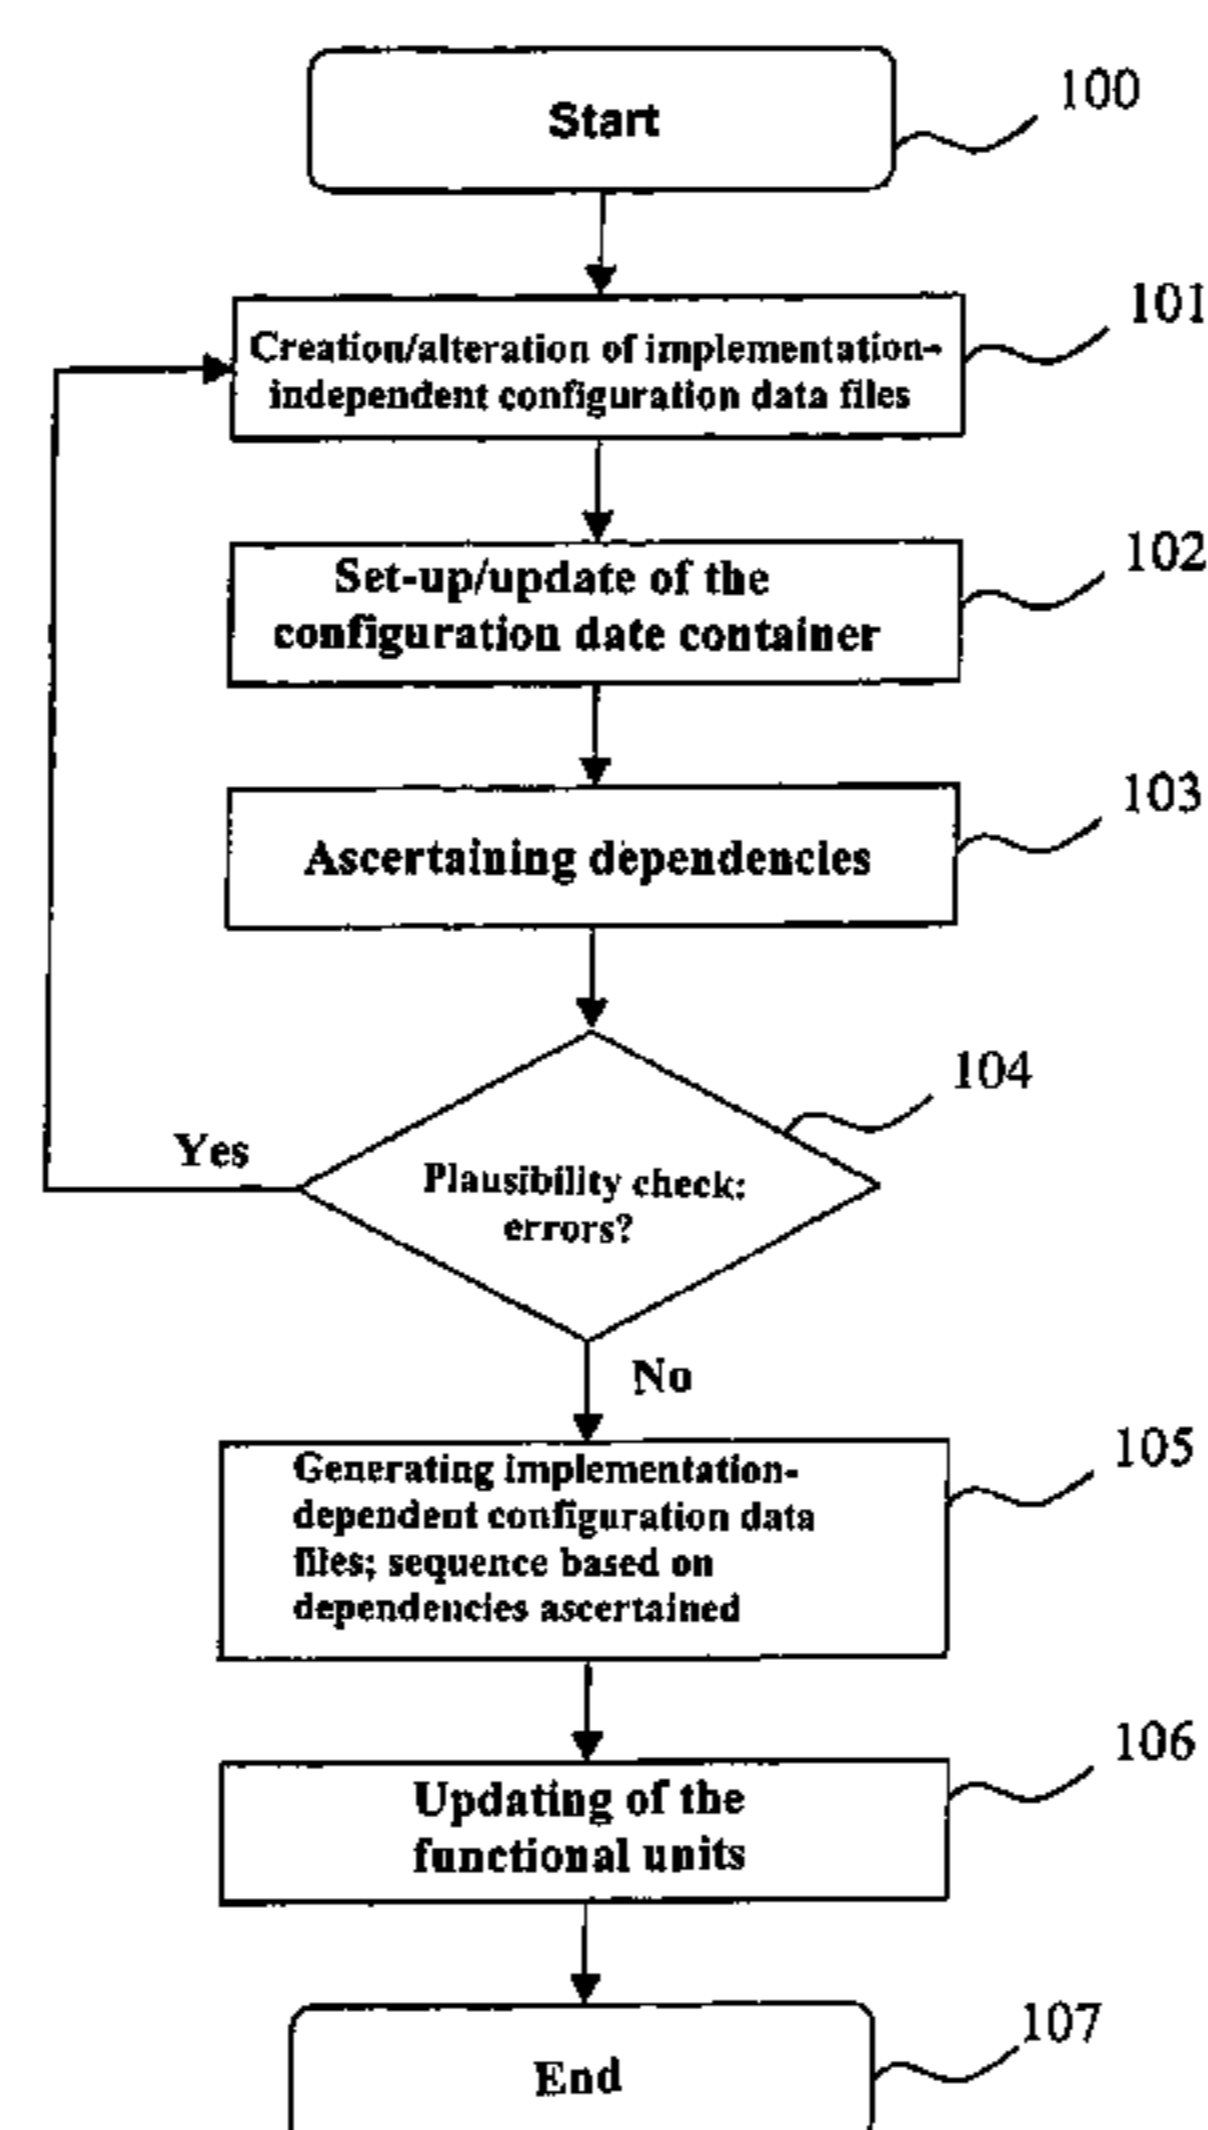 Start
100
Creation/alteration of implementation-
independent configuration data files
101
Set-up/update of the
configuration date container
102
Ascertaining dependencies
103
104
Yes
Plausibility check:
errors?
No
Generating implementation-
dependent configuration data
files; sequence based on
dependencies ascertained
105
Updating of the
functional units
106
End
107